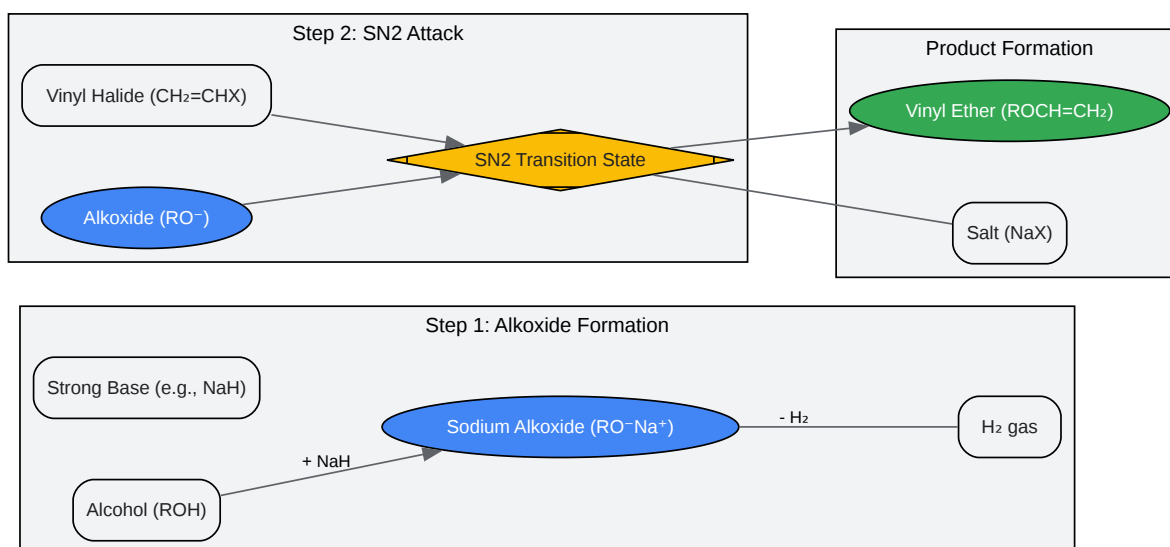 Step 2: SN2 Attack
Vinyl Halide (CH₂=CHX)
SN2 Transition State
Alkoxide (RO⁻)
Product Formation
Vinyl Ether (ROCH=CH₂)
Salt (NaX)
Step 1: Alkoxide Formation
Strong Base (e.g., NaH)
Sodium Alkoxide (RO⁻Na⁺)
- H₂
H₂ gas
+ NaH
Alcohol (ROH)